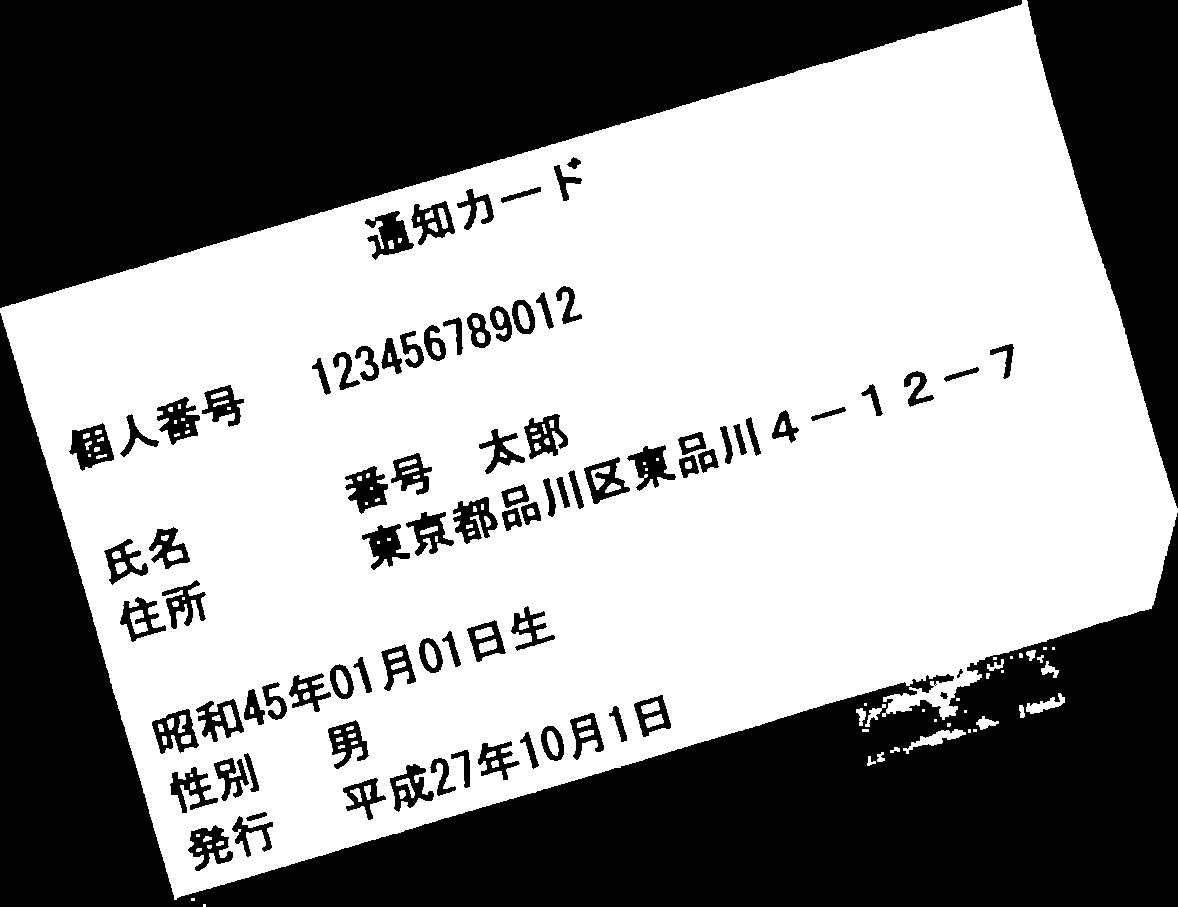 通知カード
個人番号 123456789012
氏名 番号 太郎
住所 東京都品川区東品川４－１２－７
昭和45年01月01日生
性別 男
発行 平成27年10月1日